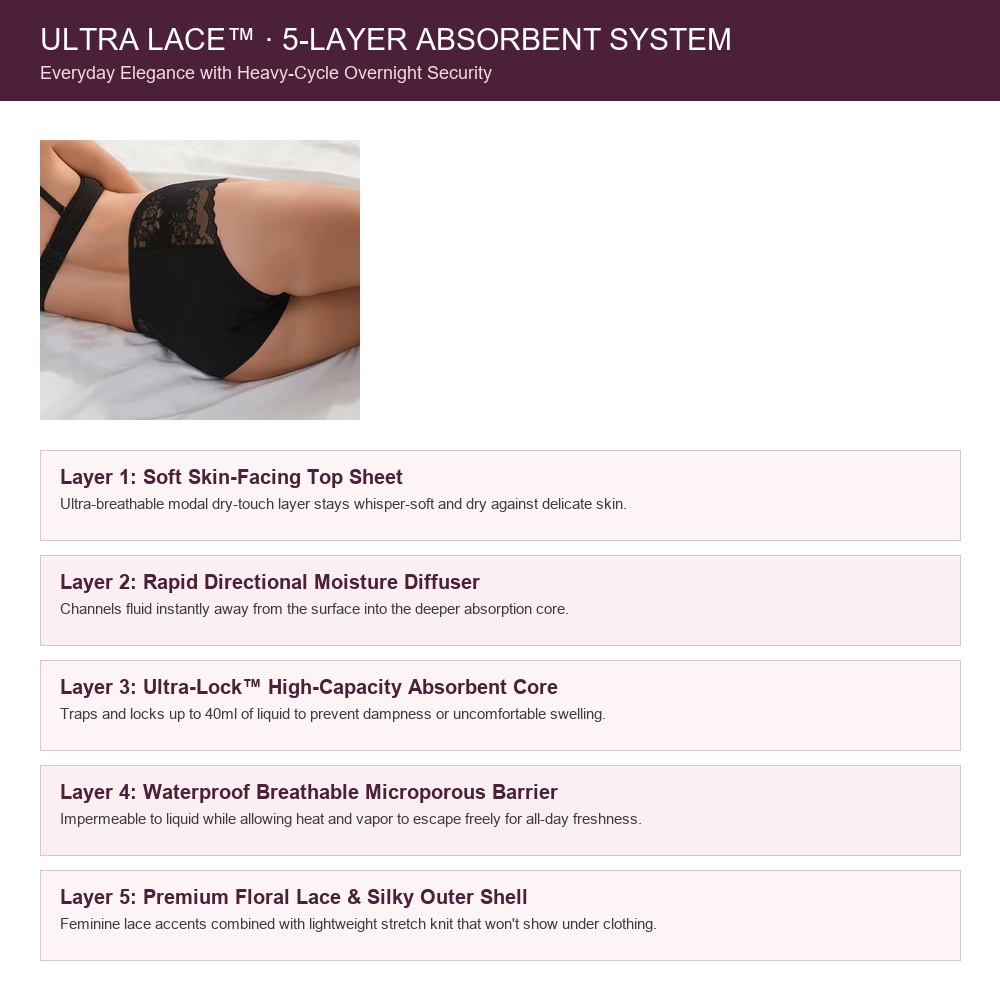 ULTRA LACE™ · 5-LAYER ABSORBENT SYSTEM
Everyday Elegance with Heavy-Cycle Overnight Security
Layer 1: Soft Skin-Facing Top Sheet
Ultra-breathable modal dry-touch layer stays whisper-soft and dry against delicate skin.
Layer 2: Rapid Directional Moisture Diffuser
Channels fluid instantly away from the surface into the deeper absorption core.
Layer 3: Ultra-Lock™ High-Capacity Absorbent Core
Traps and locks up to 40ml of liquid to prevent dampness or uncomfortable swelling.
Layer 4: Waterproof Breathable Microporous Barrier
Impermeable to liquid while allowing heat and vapor to escape freely for all-day freshness.
Layer 5: Premium Floral Lace & Silky Outer Shell
Feminine lace accents combined with lightweight stretch knit that won't show under clothing.